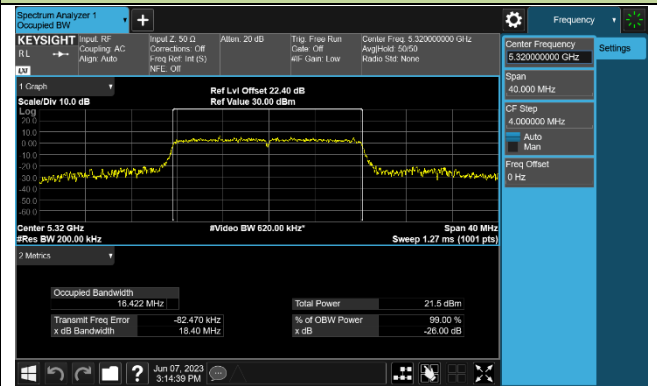 Spectrum Analyzer 1
Occupied BW
Frequency
KEYSIGHT
RL
LXI
Input: RF
Coupling: AC
Align: Auto
Input Z: 50 Ω
Corrections: Off
Freq Ref: Int (S)
NFE: Off
Atten: 20 dB
Trig: Free Run
Gate: Off
#IF Gain: Low
Center Freq: 5.320000000 GHz
Avg|Hold: 50/50
Radio Std: None
Center Frequency
5.320000000 GHz
Settings
Span
40.000 MHz
CF Step
4.000000 MHz
Auto
Man
Freq Offset
0 Hz
1 Graph
Scale/Div 10.0 dB
Ref Lvl Offset 22.40 dB
Ref Value 30.00 dBm
Log
20.0
10.0
0.00
-10.0
-20.0
-30.0
-40.0
-50.0
-60.0
Center 5.32 GHz
#Res BW 200.00 kHz
#Video BW 620.00 kHz*
Span 40 MHz
Sweep 1.27 ms (1001 pts)
2 Metrics
Occupied Bandwidth
18.422 MHz
Total Power 21.5 dBm
Transmit Freq Error -82.470 kHz
% of OBW Power 99.00 %
x dB Bandwidth 18.40 MHz
x dB -26.00 dB
?
Jun 07, 2023
3:14:39 PM